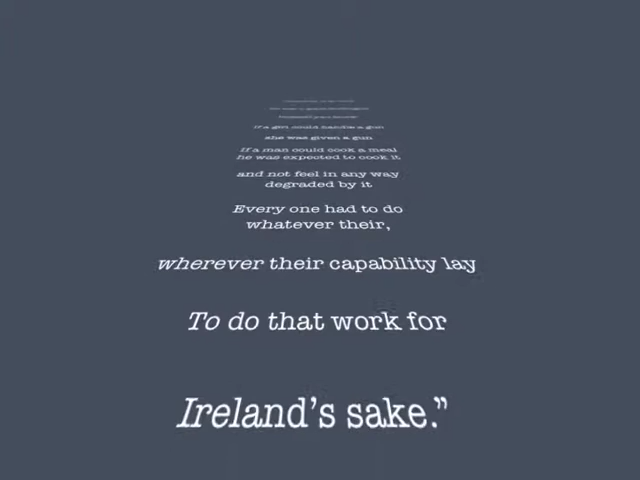 If a girl could handle a gun
she was given a gun
If a man could cook a meal
he was expected to cook it
and not feel in any way
degraded by it
Every one had to do
whatever their,
wherever their capability lay
To do that work for
Ireland's sake.”